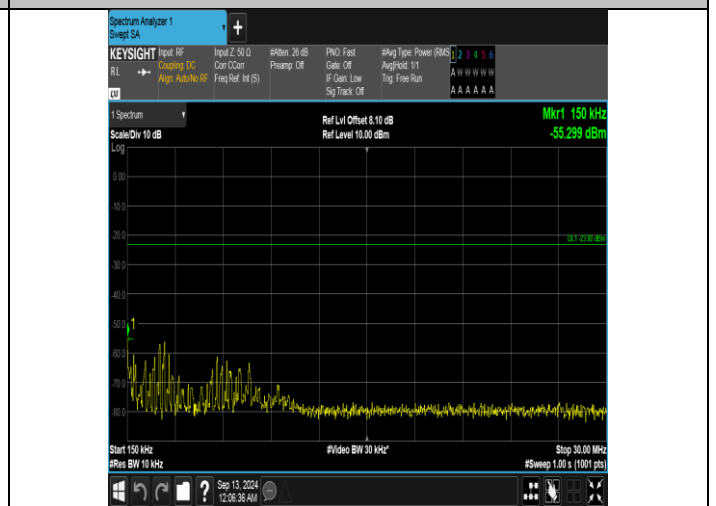 Spectrum Analyzer 1
Swept SA
+
KEYSIGHT
RL
Input: RF
Coupling: DC
Align: Auto/No RF
Input Z: 50 Ω
Corr CCorr
Freq Ref: Int (S)
#Atten: 26 dB
Preamp: Off
PNO: Fast
Gate: Off
IF Gain: Low
Sig Track: Off
#Avg Type: Power (RMS
Avg|Hold: 1/1
Trig: Free Run
1 2 3 4 5 6
A W W W W W
A A A A A A
1 Spectrum
Scale/Div 10 dB
Log
Ref Lvl Offset 8.10 dB
Ref Level 10.00 dBm
Mkr1 150 kHz
-55.299 dBm
0.00
-10.0
-20.0
DL1 -23.00 dBm
-30.0
-40.0
-50.0
1
-60.0
-70.0
-80.0
Start 150 kHz
#Res BW 10 kHz
#Video BW 30 kHz*
Stop 30.00 MHz
#Sweep 1.00 s (1001 pts)
?
Sep 13, 2024
12:06:36 AM